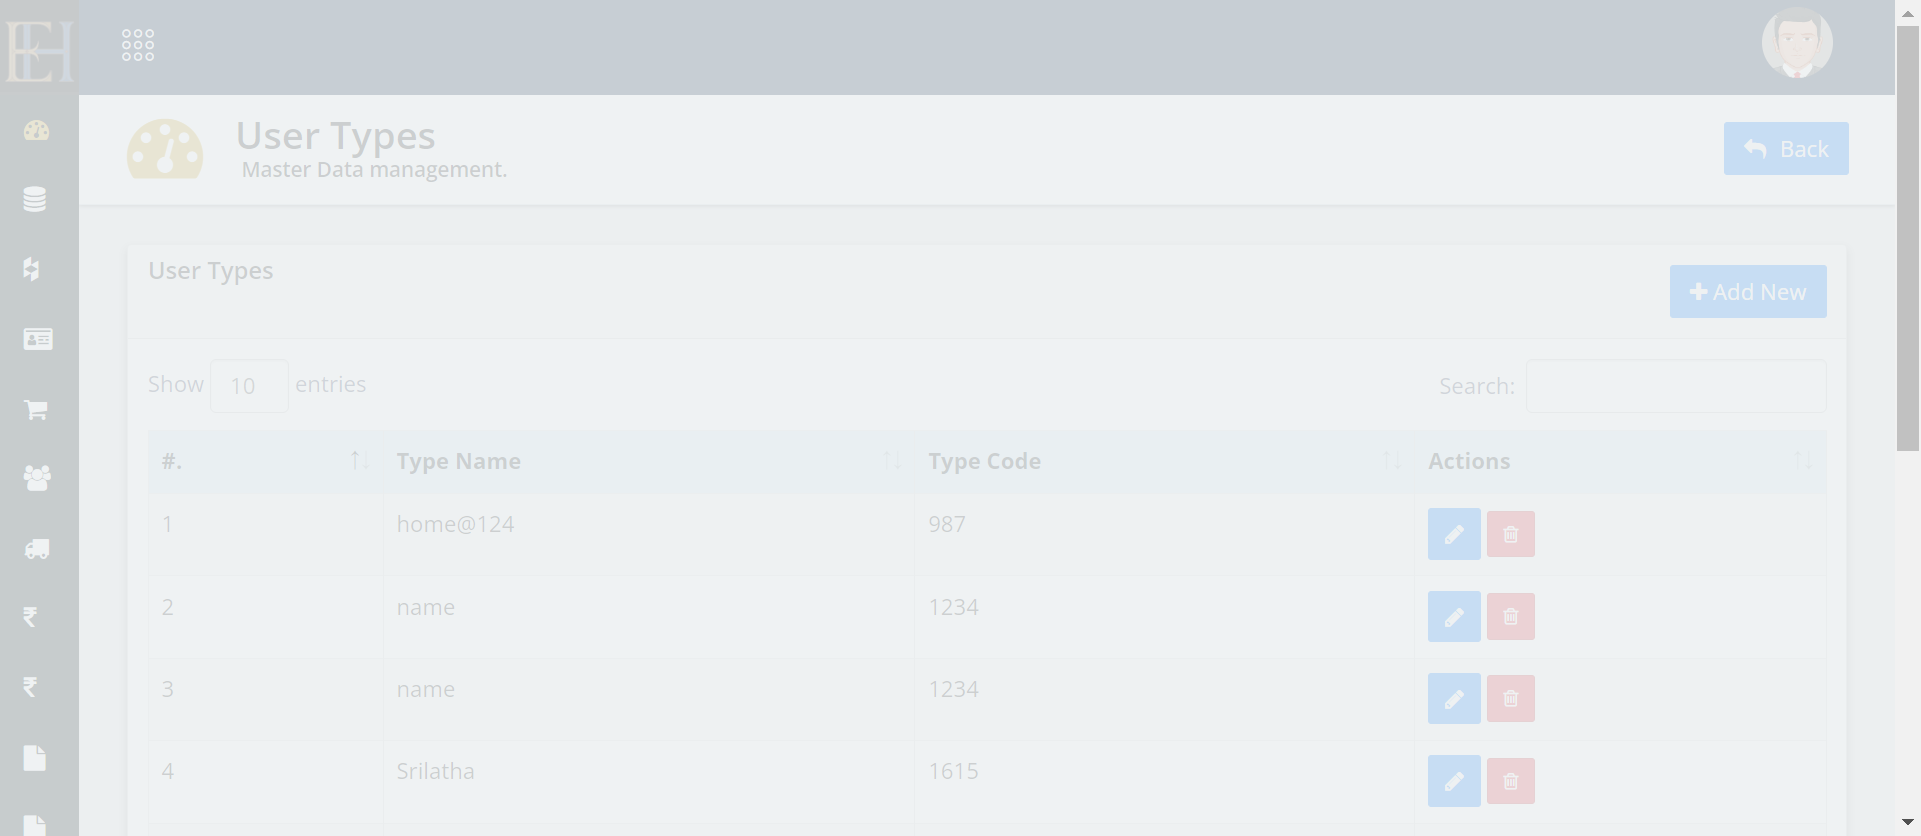 EH
User Types
Master Data management.
Back
User Types
Add New
Show 10 entries
Search:
#. Type Name Type Code Actions
1 home@124 987
2 name 1234
3 name 1234
4 Srilatha 1615